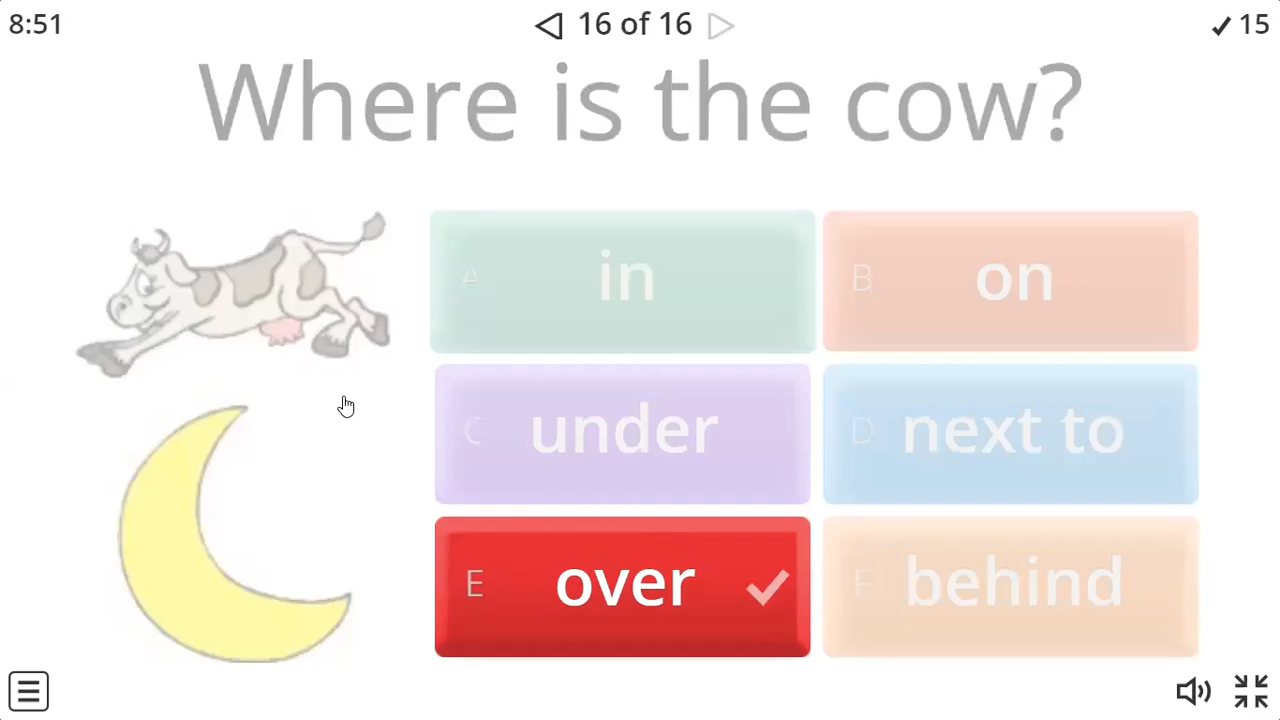 8:51
16 of 16
15
Where is the cow?
A in
B on
C under
D next to
E over
F behind